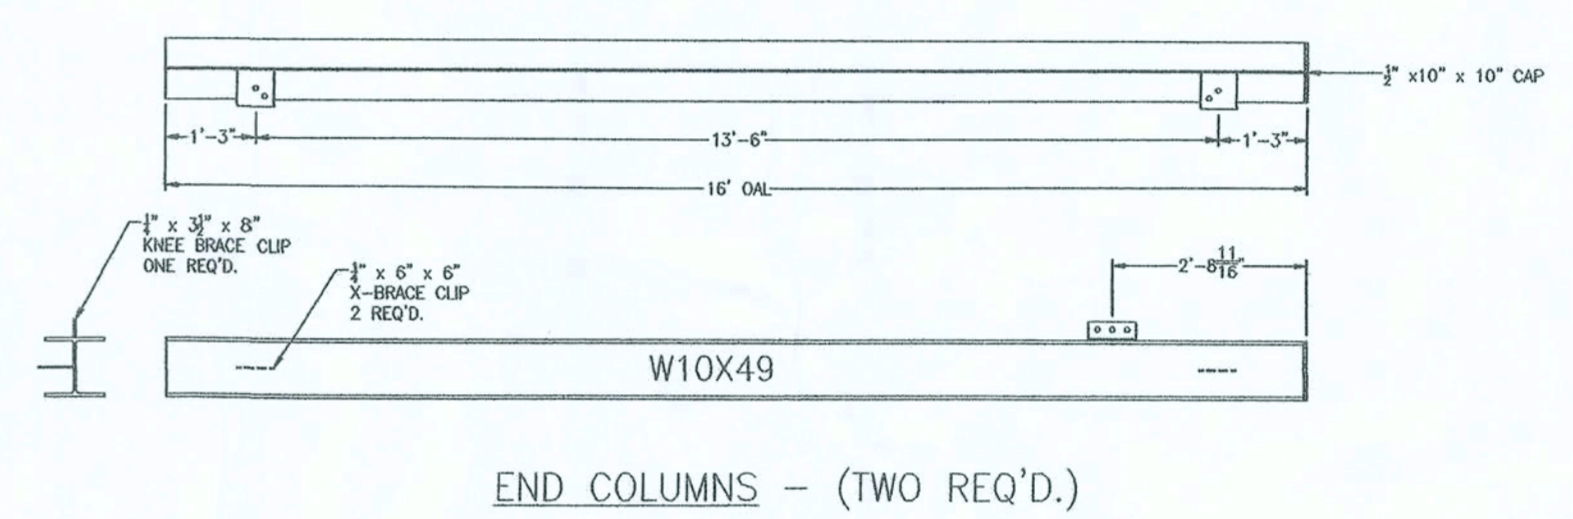 ½" x10" x 10" CAP
1'-3"
13'-6"
1'-3"
16' OAL
¼" x 3½" x 8"
KNEE BRACE CLIP
ONE REQ'D.
¼" x 6" x 6"
X-BRACE CLIP
2 REQ'D.
2'-8 11/16"
W10X49
END COLUMNS - (TWO REQ'D.)